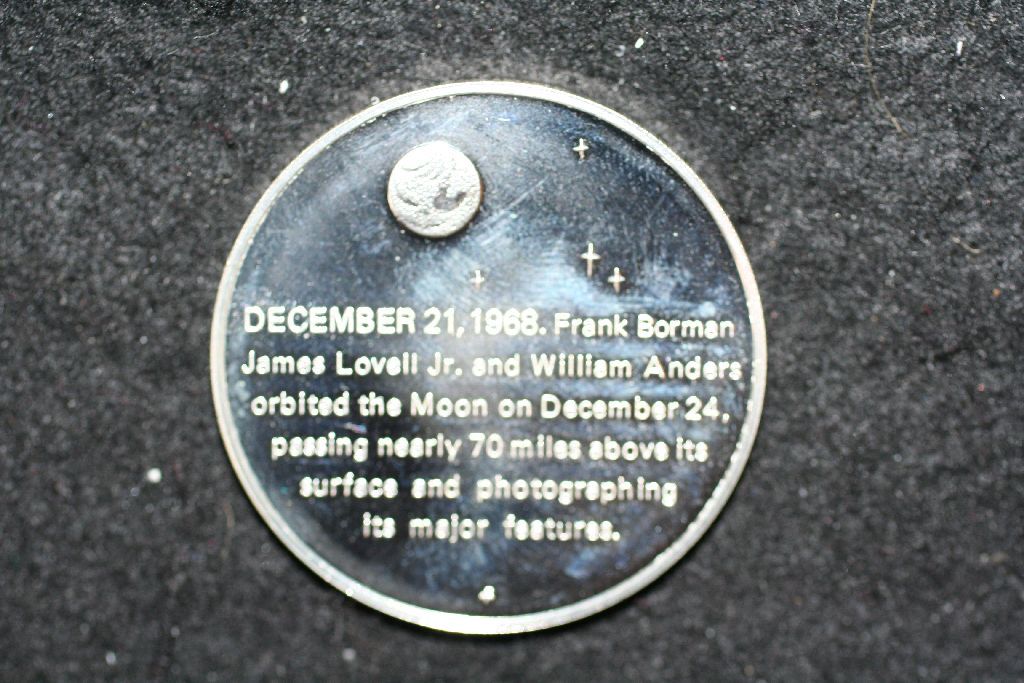 DECEMBER 21, 1968. Frank Borman
James Lovell Jr. and William Anders
orbited the Moon on December 24,
passing nearly 70 miles above its
surface and photographing
its major features.